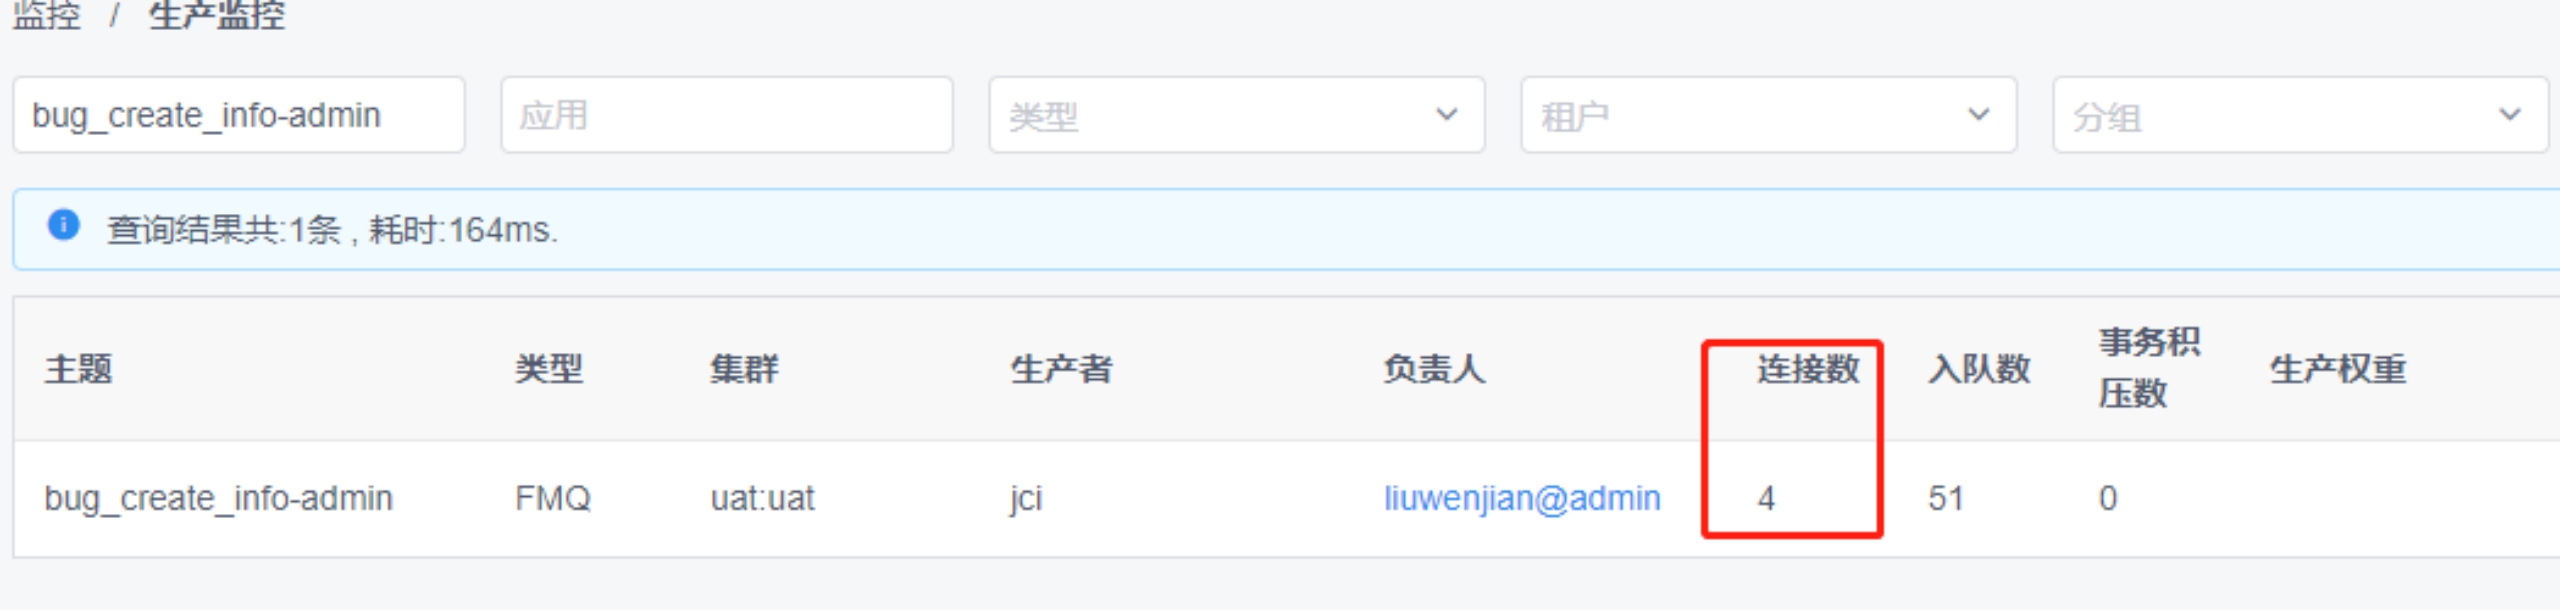 监控 / 生产监控
bug_create_info-admin 应用 类型 租户 分组
查询结果共:1条 , 耗时:164ms.
主题 类型 集群 生产者 负责人 连接数 入队数 事务积压数 生产权重
bug_create_info-admin FMQ uat:uat jci liuwenjian@admin 4 51 0